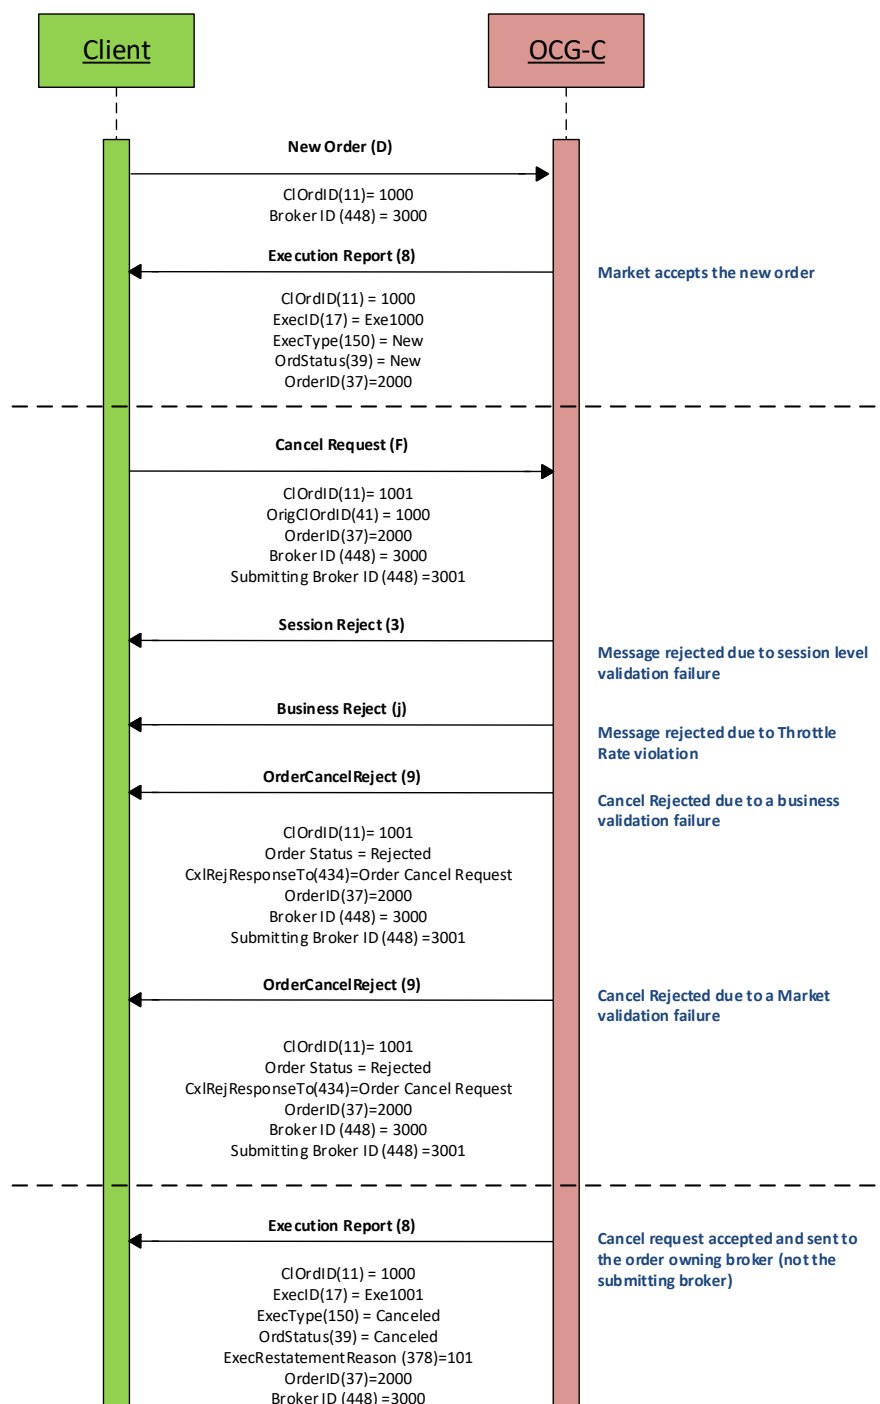 Client
OCG-C
New Order (D)
ClOrdID(11)= 1000
Broker ID (448) = 3000
Execution Report (8)
Market accepts the new order
ClOrdID(11) = 1000
ExecID(17) = Exe1000
ExecType(150) = New
OrdStatus(39) = New
OrderID(37)=2000
Cancel Request (F)
ClOrdID(11)= 1001
OrigClOrdID(41) = 1000
OrderID(37)=2000
Broker ID (448) = 3000
Submitting Broker ID (448) =3001
Session Reject (3)
Message rejected due to session level
validation failure
Business Reject (j)
Message rejected due to Throttle
Rate violation
OrderCancelReject (9)
Cancel Rejected due to a business
validation failure
ClOrdID(11)= 1001
Order Status = Rejected
CxlRejResponseTo(434)=Order Cancel Request
OrderID(37)=2000
Broker ID (448) = 3000
Submitting Broker ID (448) =3001
OrderCancelReject (9)
Cancel Rejected due to a Market
validation failure
ClOrdID(11)= 1001
Order Status = Rejected
CxlRejResponseTo(434)=Order Cancel Request
OrderID(37)=2000
Broker ID (448) = 3000
Submitting Broker ID (448) =3001
Execution Report (8)
Cancel request accepted and sent to
the order owning broker (not the
submitting broker)
ClOrdID(11) = 1000
ExecID(17) = Exe1001
ExecType(150) = Canceled
OrdStatus(39) = Canceled
ExecRestatementReason (378)=101
OrderID(37)=2000
Broker ID (448) =3000